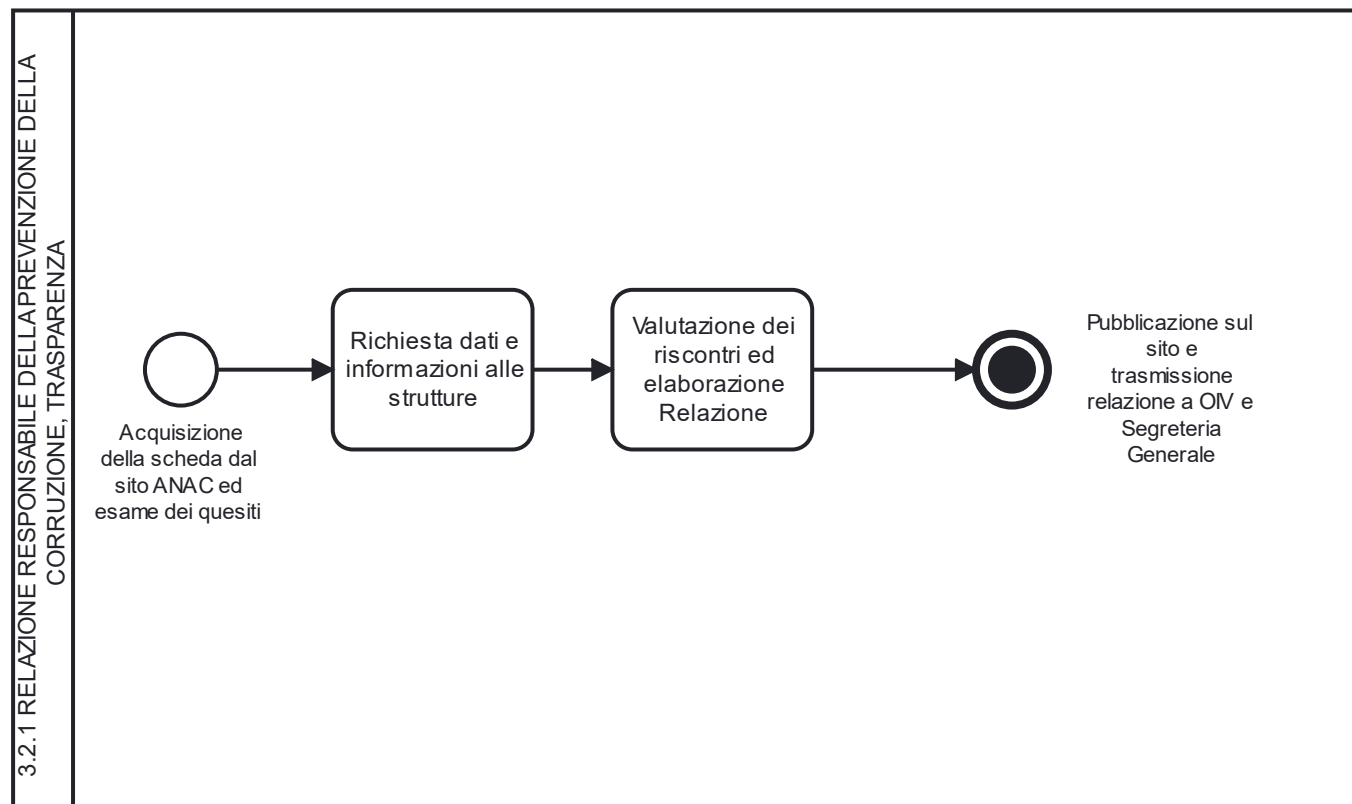 3.2.1 RELAZIONE RESPONSABILE DELLA PREVENZIONE DELLA
CORRUZIONE, TRASPARENZA
Acquisizione
della scheda dal
sito ANAC ed
esame dei quesiti
Richiesta dati e
informazioni alle
strutture
Valutazione dei
riscontri ed
elaborazione
Relazione
Pubblicazione sul
sito e
trasmissione
relazione a OIV e
Segreteria
Generale